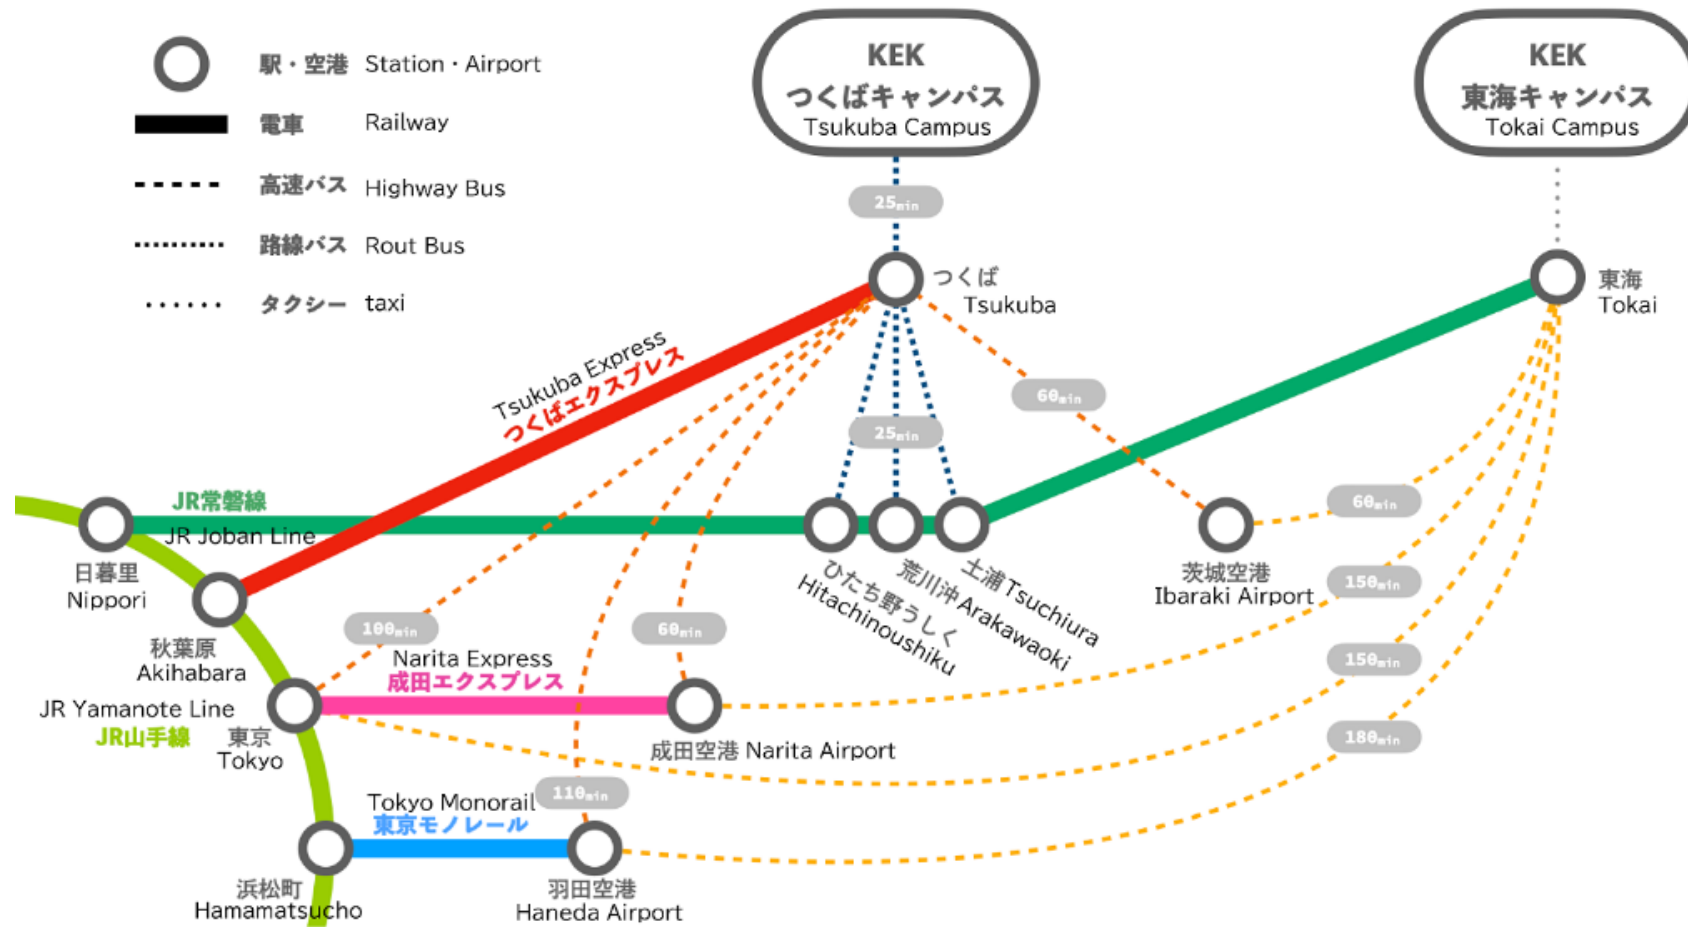 駅・空港 Station・Airport
電車 Railway
高速バス Highway Bus
路線バス Rout Bus
タクシー taxi
KEK
つくばキャンパス
Tsukuba Campus
KEK
東海キャンパス
Tokai Campus
25min
つくば
Tsukuba
東海
Tokai
Tsukuba Express
つくばエクスプレス
60min
25min
JR常磐線
JR Joban Line
60min
日暮里
Nippori
ひたち野うしく
Hitachinoushiku
荒川沖 Arakawaoki
土浦 Tsuchiura
茨城空港
Ibaraki Airport
150min
秋葉原
Akihabara
100min
60min
Narita Express
成田エクスプレス
150min
JR Yamanote Line
JR山手線
東京
Tokyo
成田空港 Narita Airport
180min
110min
Tokyo Monorail
東京モノレール
浜松町
Hamamatsucho
羽田空港
Haneda Airport